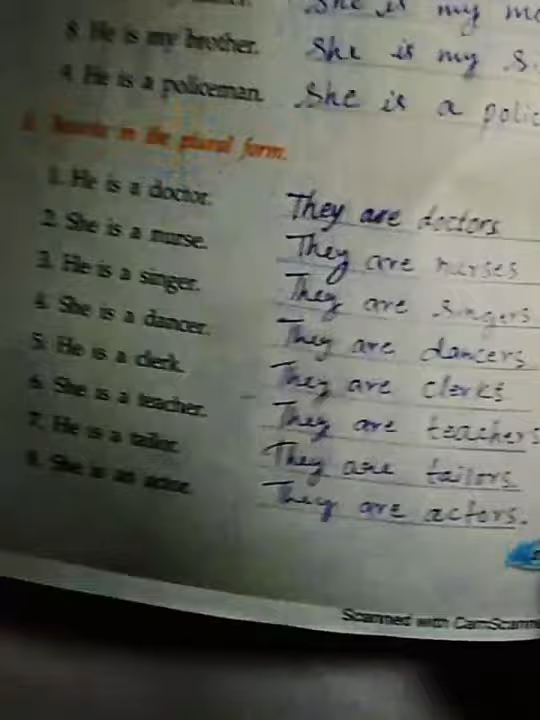 She is my
8. He is my brother. She is my
9. He is a policeman. She is a
Rewrite in the plural form.
1. He is a doctor. They are doctors
2. She is a nurse. They are nurses
3. He is a singer. They are singers
4. She is a dancer. They are dancers
5. He is a clerk. They are clerks
6. She is a teacher. They are teachers
7. He is a tailor. They are tailors
8. She is an actor. They are actors.
Scanned with